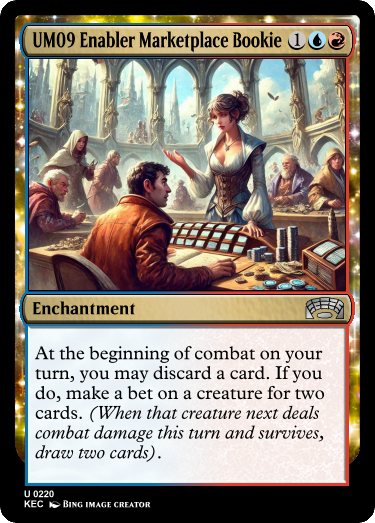 UM09 Enabler Marketplace Bookie 1
Enchantment
At the beginning of combat on your
turn, you may discard a card. If you
do, make a bet on a creature for two
cards. (When that creature next deals
combat damage this turn and survives,
draw two cards).
U 0220
KEC BING IMAGE CREATOR